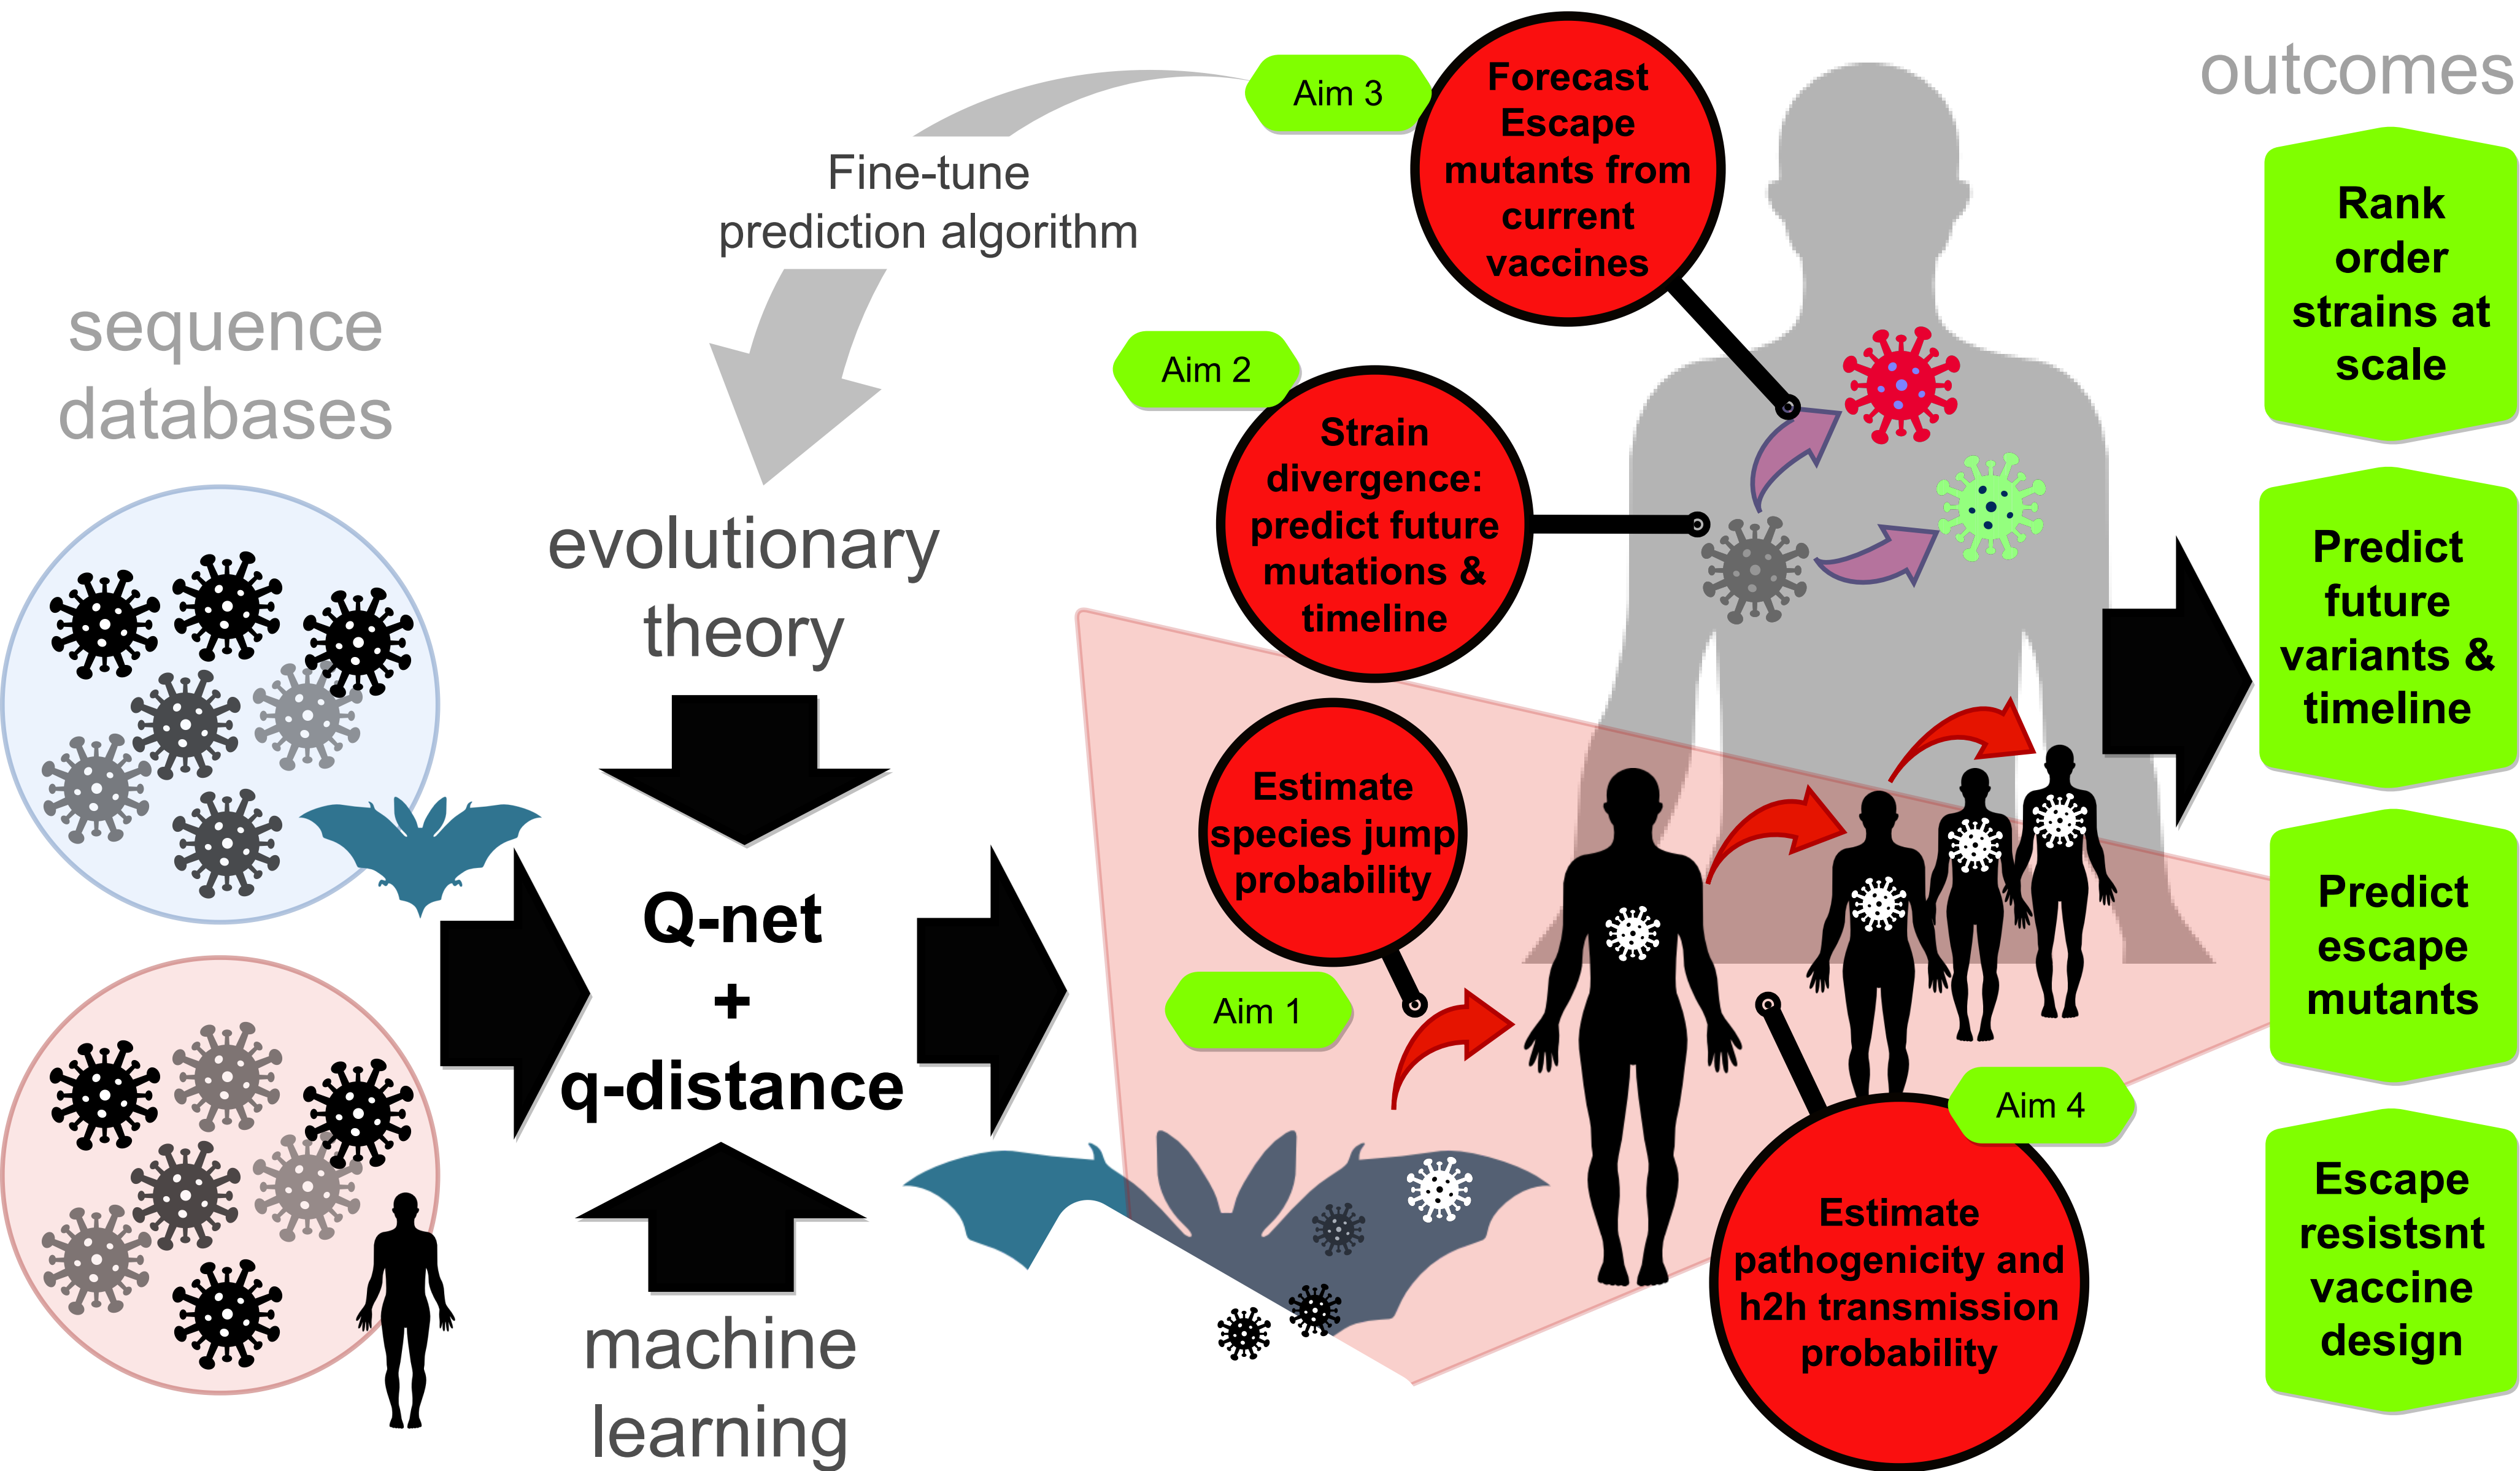 sequence
databases
Fine-tune
prediction algorithm
evolutionary
theory
Q-net
+
q-distance
machine
learning
Aim 3
Forecast
Escape
mutants from
current
vaccines
Aim 2
Strain
divergence:
predict future
mutations &
timeline
Estimate
species jump
probability
Aim 1
Aim 4
Estimate
pathogenicity and
h2h transmission
probability
outcomes
Rank
order
strains at
scale
Predict
future
variants &
timeline
Predict
escape
mutants
Escape
resistsnt
vaccine
design